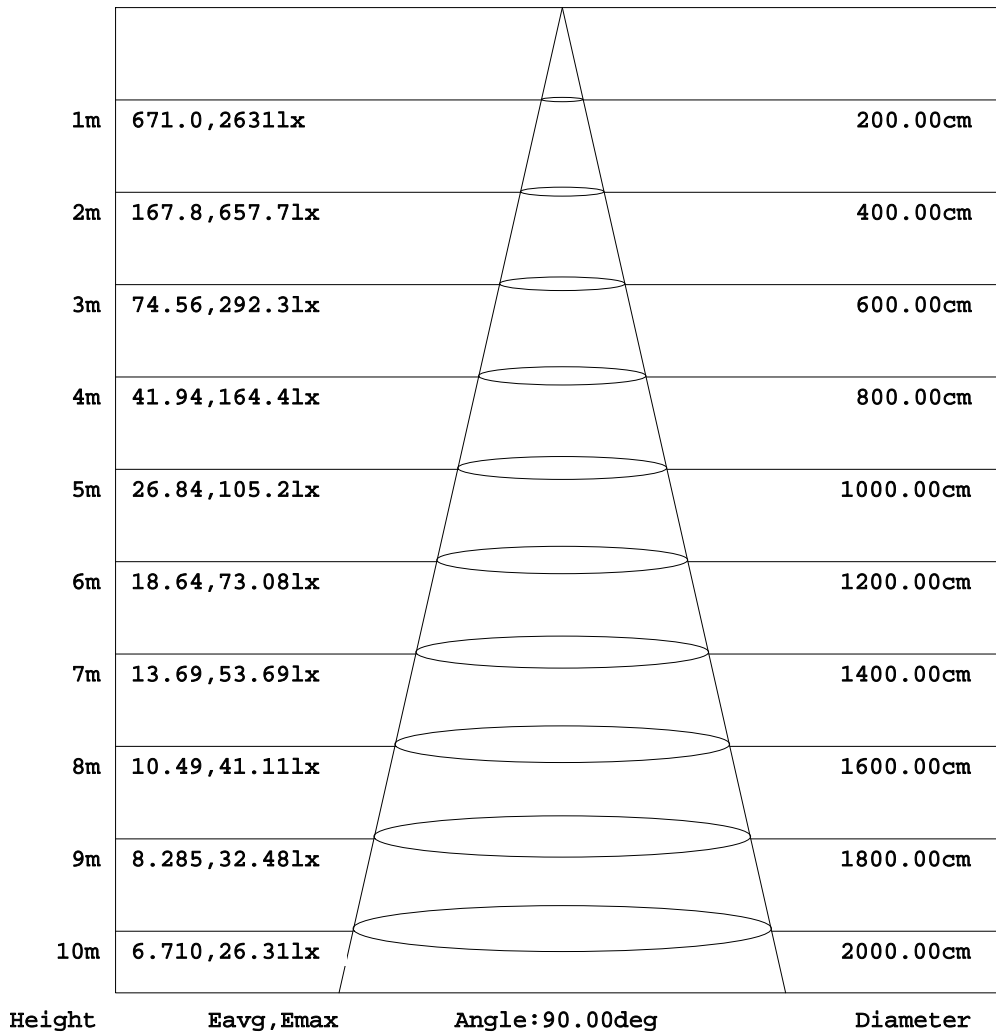 1m 671.0,2631lx 200.00cm
2m 167.8,657.7lx 400.00cm
3m 74.56,292.3lx 600.00cm
4m 41.94,164.4lx 800.00cm
5m 26.84,105.2lx 1000.00cm
6m 18.64,73.08lx 1200.00cm
7m 13.69,53.69lx 1400.00cm
8m 10.49,41.11lx 1600.00cm
9m 8.285,32.48lx 1800.00cm
10m 6.710,26.31lx 2000.00cm
Height Eavg,Emax Angle:90.00deg Diameter